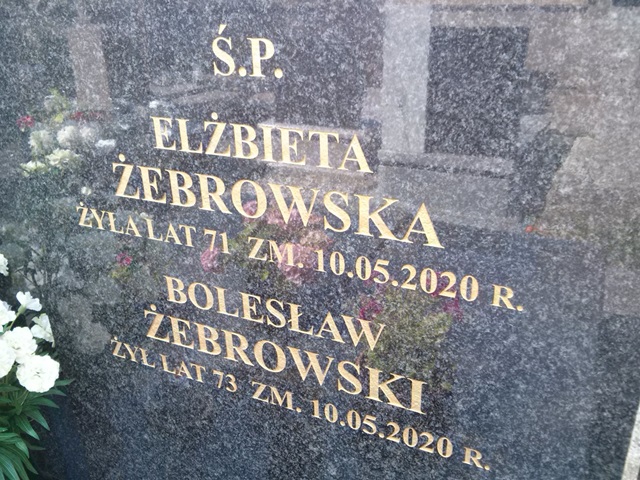 Ś.P.
ELŻBIETA
ŻEBROWSKA
ŻYŁA LAT 71 ZM. 10.05.2020 R.
BOLESŁAW
ŻEBROWSKI
ŻYŁ LAT 73 ZM. 10.05.2020 R.